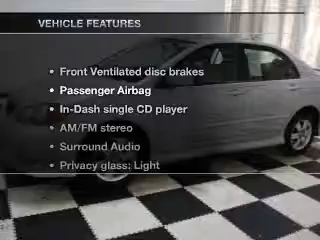 VEHICLE FEATURES
• Front Ventilated disc brakes
• Passenger Airbag
• In-Dash single CD player
• AM/FM stereo
• Surround Audio
• Privacy glass: Light